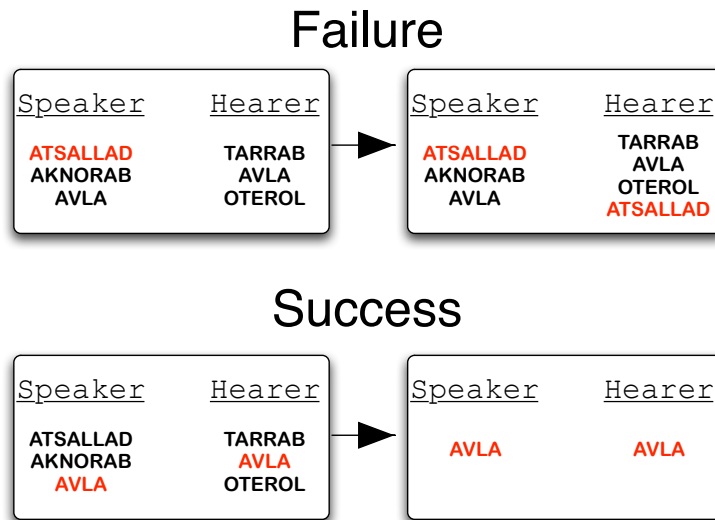 Failure
Speaker Hearer
ATSALLAD TARRAB
AKNORAB AVLA
AVLA OTEROL
Speaker Hearer
ATSALLAD TARRAB
AKNORAB AVLA
AVLA OTEROL
ATSALLAD
Success
Speaker Hearer
ATSALLAD TARRAB
AKNORAB AVLA
AVLA OTEROL
Speaker Hearer
AVLA AVLA